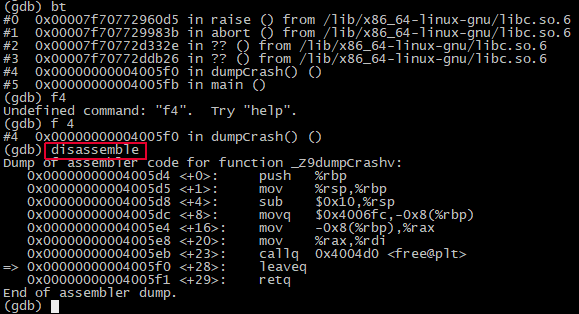 (gdb) bt
#0  0x00007f70772960d5 in raise () from /lib/x86_64-linux-gnu/libc.so.6
#1  0x00007f707729983b in abort () from /lib/x86_64-linux-gnu/libc.so.6
#2  0x00007f70772d332e in ?? () from /lib/x86_64-linux-gnu/libc.so.6
#3  0x00007f70772ddb26 in ?? () from /lib/x86_64-linux-gnu/libc.so.6
#4  0x00000000004005f0 in dumpCrash() ()
#5  0x00000000004005fb in main ()
(gdb) f4
Undefined command: "f4".  Try "help".
(gdb) f 4
#4  0x00000000004005f0 in dumpCrash() ()
(gdb) disassemble
Dump of assembler code for function _Z9dumpCrashv:
   0x00000000004005d4 <+0>:     push   %rbp
   0x00000000004005d5 <+1>:     mov    %rsp,%rbp
   0x00000000004005d8 <+4>:     sub    $0x10,%rsp
   0x00000000004005dc <+8>:     movq   $0x4006fc,-0x8(%rbp)
   0x00000000004005e4 <+16>:    mov    -0x8(%rbp),%rax
   0x00000000004005e8 <+20>:    mov    %rax,%rdi
   0x00000000004005eb <+23>:    callq  0x4004d0 <free@plt>
=> 0x00000000004005f0 <+28>:    leaveq
   0x00000000004005f1 <+29>:    retq
End of assembler dump.
(gdb)